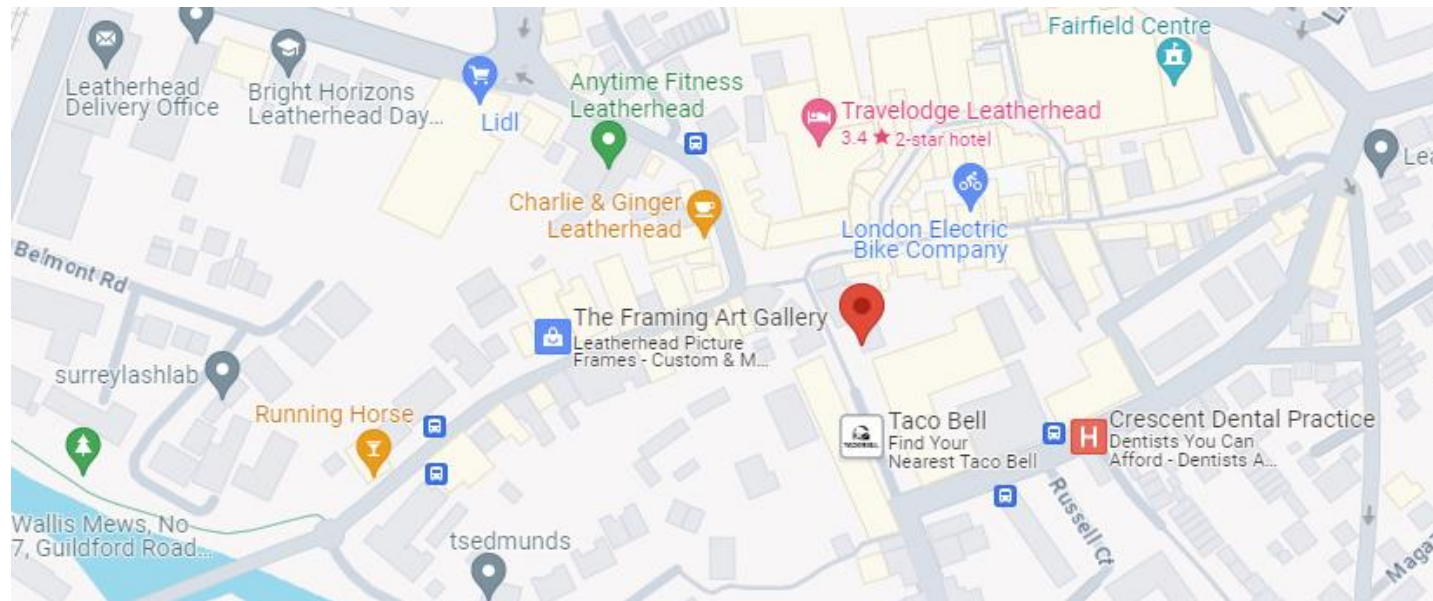 Fairfield Centre
Leatherhead
Delivery Office
Bright Horizons
Leatherhead Day...
Lidl
Anytime Fitness
Leatherhead
Travelodge Leatherhead
3.4 ★ 2-star hotel
Lea
Charlie & Ginger
Leatherhead
London Electric
Bike Company
Belmont Rd
The Framing Art Gallery
Leatherhead Picture
Frames - Custom & M...
surreylashlab
Running Horse
Taco Bell
Find Your
Nearest Taco Bell
H
Crescent Dental Practice
Dentists You Can
Afford - Dentists A...
Russell Ct
Wallis Mews, No
7, Guildford Road...
tsedmunds
Magaz